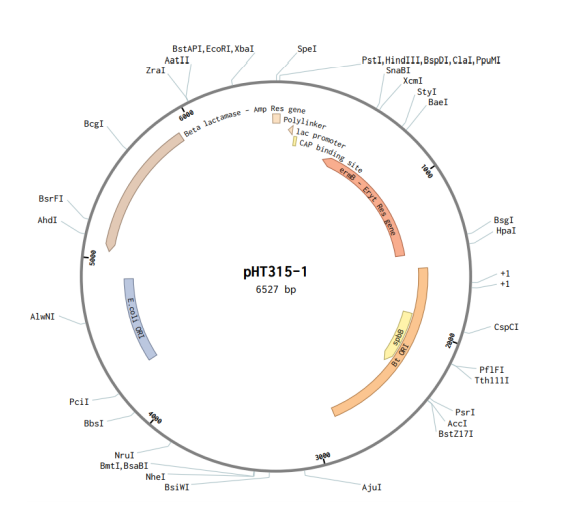 BstAPI,EcoRI,XbaI
SpeI
AatII
PstI,HindIII,BspDI,ClaI,PpuMI
ZraI
SnaBI
XcmI
StyI
BaeI
6000
Beta lactamase - Amp Res gene
Polylinker
lac promoter
CAP binding site
BcgI
ermB - Eryt Res gene
1000
BsrFI
AhdI
BsgI
HpaI
5000
pHT315-1
6527 bp
+1
+1
E.coli ORI
AlwNI
CspCI
spbB
Bt ORI
2000
PflFI
Tth111I
PciI
BbsI
4000
PsrI
AccI
BstZ17I
NruI
BmtI,BsaBI
NheI
BsiWI
3000
AjuI